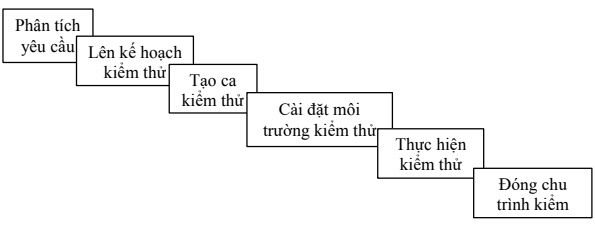 Phân tích
yêu cầu
Lên kế hoạch
kiểm thử
Tạo ca
kiểm thử
Cài đặt môi
trường kiểm thử
Thực hiện
kiểm thử
Đóng chu
trình kiểm